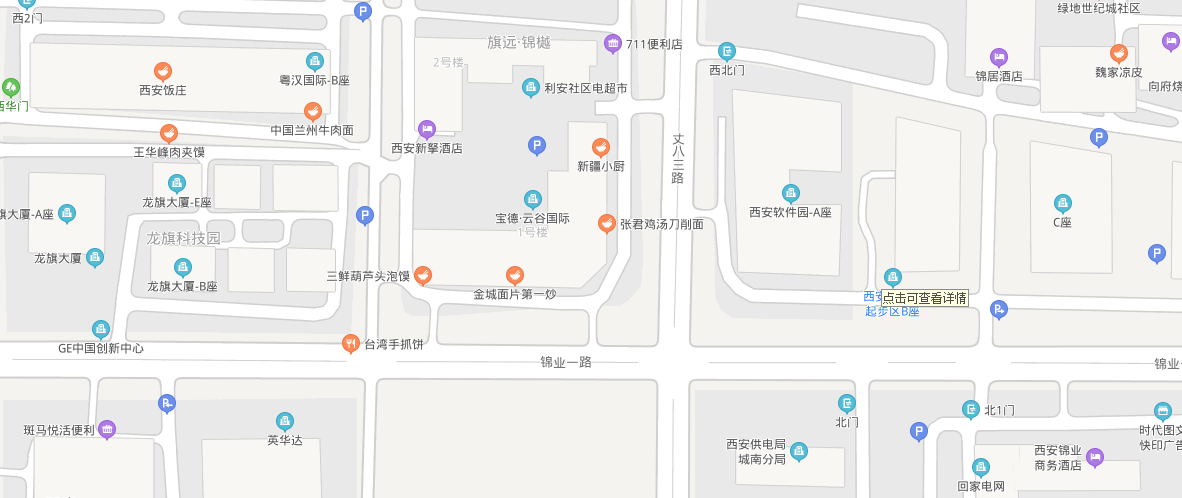 西2门
绿地世纪城社区
旗远·锦樾
711便利店
2号楼
西北门
粤汉国际-B座
西安饭庄
利安社区电超市
锦居酒店
魏家凉皮
向府烧
西华门
中国兰州牛肉面
西安新擎酒店
王华峰肉夹馍
新疆小厨
丈八三路
龙旗大厦-E座
龙旗大厦-A座
宝德·云谷国际
1号楼
张君鸡汤刀削面
西安软件园-A座
C座
龙旗科技园
龙旗大厦
龙旗大厦-B座
三鲜葫芦头泡馍
金城面片第一炒
西安
点击可查看详情
起步区B座
GE中国创新中心
台湾手抓饼
锦业一路
锦业一
斑马悦活便利
英华达
北门
北1门
西安供电局
城南分局
西安锦业
商务酒店
时代图文
快印广告
回家电网